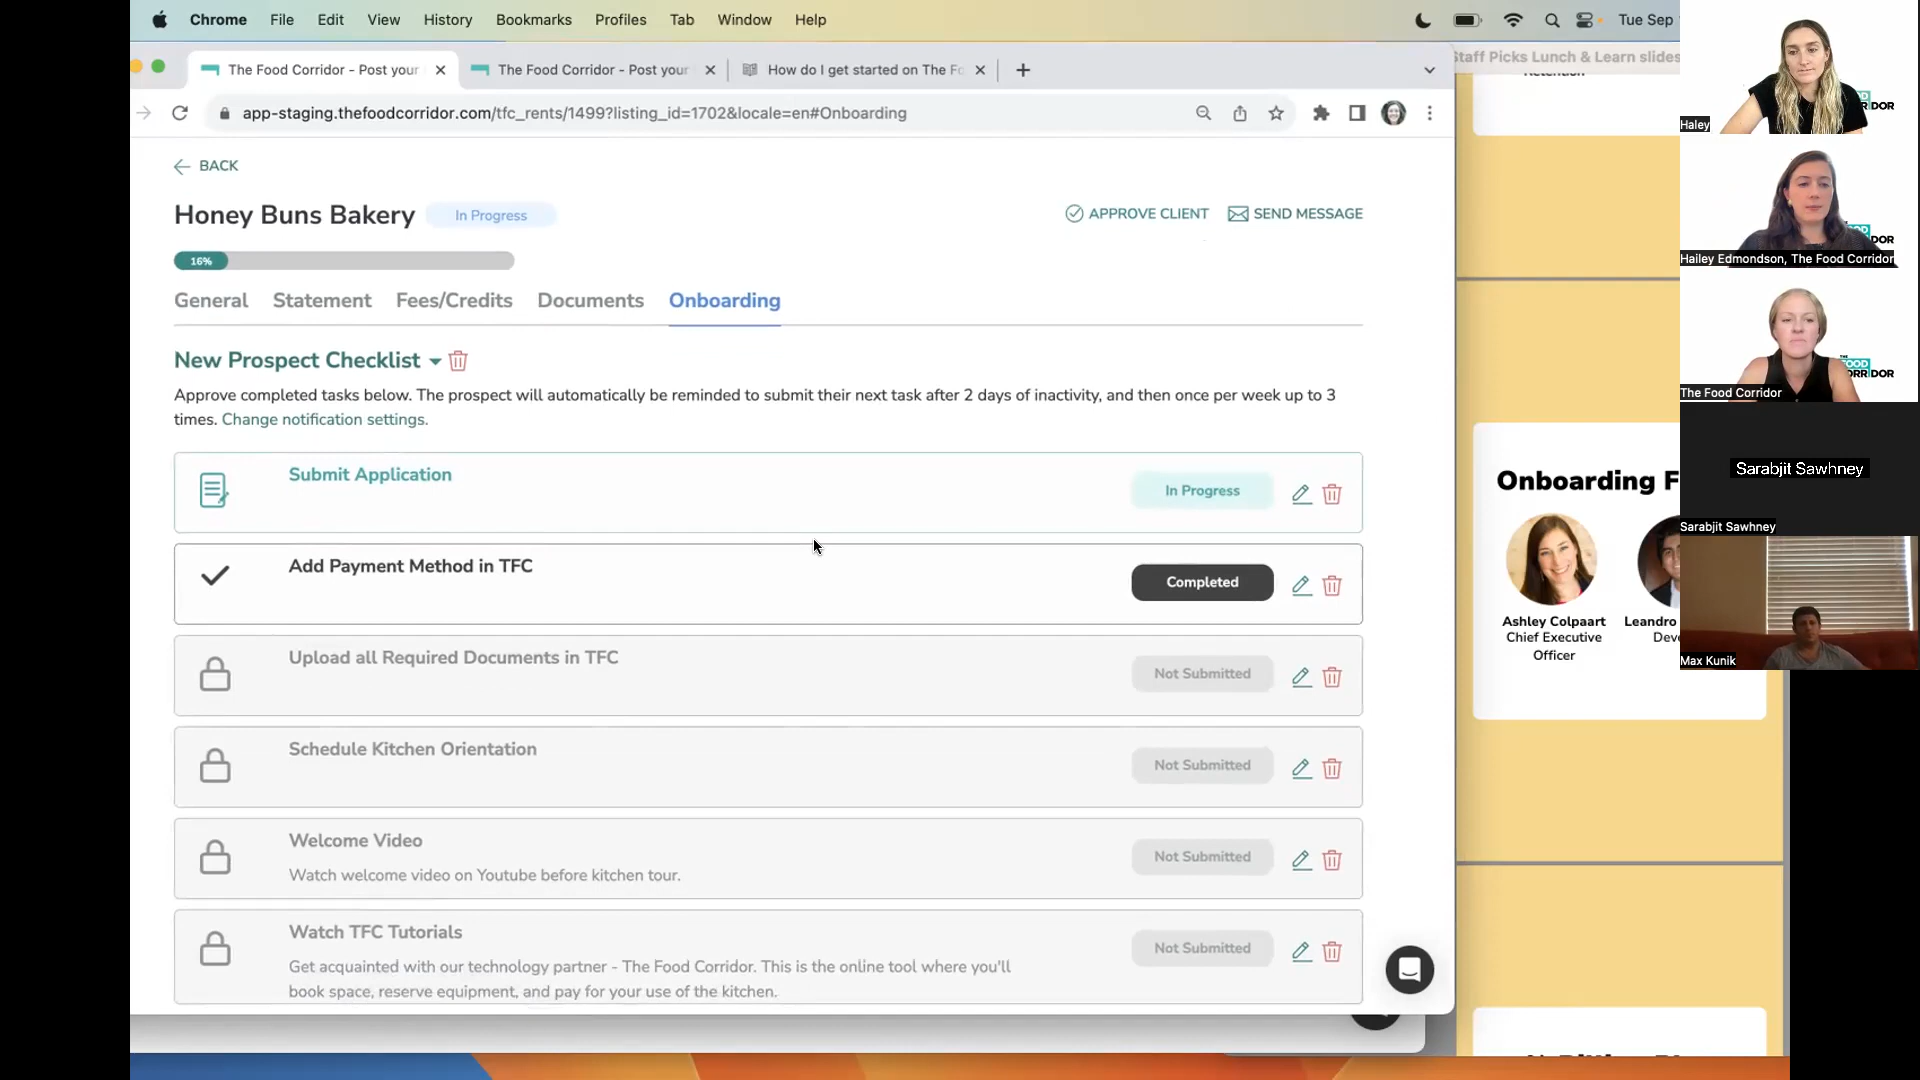 Chrome File Edit View History Bookmarks Profiles Tab Window Help Tue Sep
The Food Corridor - Post your
The Food Corridor - Post your
How do I get started on The Fo
Staff Picks Lunch & Learn slides
Retention
app-staging.thefoodcorridor.com/tfc_rents/1499?listing_id=1702&locale=en#Onboarding
BACK
Honey Buns Bakery In Progress
APPROVE CLIENT SEND MESSAGE
16%
General Statement Fees/Credits Documents Onboarding
New Prospect Checklist
Approve completed tasks below. The prospect will automatically be reminded to submit their next task after 2 days of inactivity, and then once per week up to 3
times. Change notification settings.
Submit Application
In Progress
Add Payment Method in TFC
Completed
Upload all Required Documents in TFC
Not Submitted
Schedule Kitchen Orientation
Not Submitted
Welcome Video
Watch welcome video on Youtube before kitchen tour.
Not Submitted
Watch TFC Tutorials
Get acquainted with our technology partner - The Food Corridor. This is the online tool where you'll
book space, reserve equipment, and pay for your use of the kitchen.
Not Submitted
Onboarding F
Ashley Colpaart
Chief Executive
Officer
Leandro
Dev
Haley
DOR
Hailey Edmondson, The Food Corridor
DOR
The Food Corridor
THE
FOOD
RRIDOR
Sarabjit Sawhney
Sarabjit Sawhney
Max Kunik